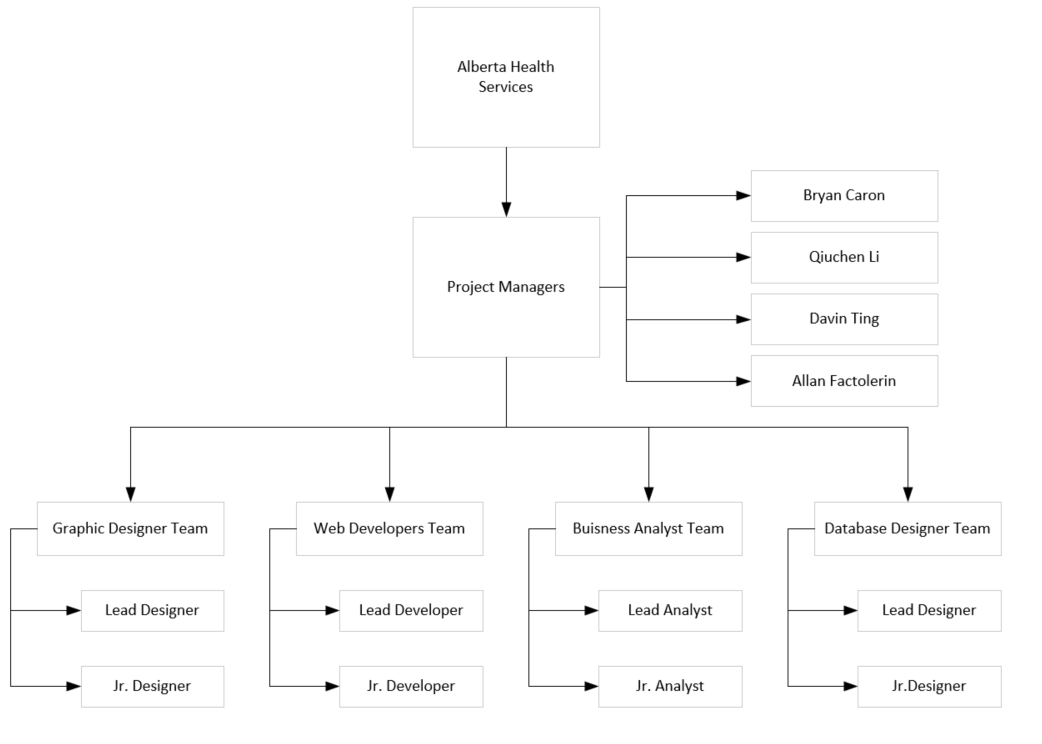 Alberta Health
Services
Bryan Caron
Qiuchen Li
Project Managers
Davin Ting
Allan Factolerin
Graphic Designer Team
Web Developers Team
Buisness Analyst Team
Database Designer Team
Lead Designer
Lead Developer
Lead Analyst
Lead Designer
Jr. Designer
Jr. Developer
Jr. Analyst
Jr.Designer